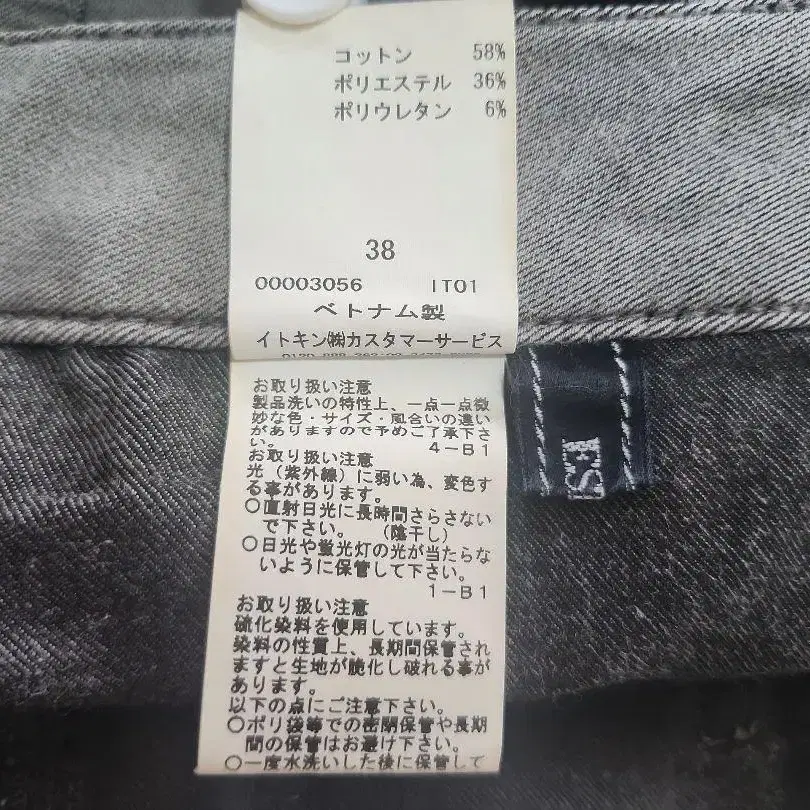 コットン 58%
ポリエステル 36%
ポリウレタン 6%
38
00003056 IT01
ベトナム製
イトキン㈱カスタマーサービス
お取り扱い注意
製品洗いの特性上、一点一点微
妙な色・サイズ・風合いの違い
がありますので予めご了承下さ
い。 4-B1
お取り扱い注意
光（紫外線）に弱い為、変色す
る事があります。
○直射日光に長時間さらさない
で下さい。（陰干し）
○日光や蛍光灯の光が当たらな
いように保管して下さい。
1-B1
お取り扱い注意
硫化染料を使用しています。
染料の性質上、長期間保管され
ますと生地が脆化し破れる事が
あります。
以下の点にご注意下さい。
○ポリ袋等での密閉保管や長期
間の保管はお避け下さい。
○一度水洗いした後に保管して